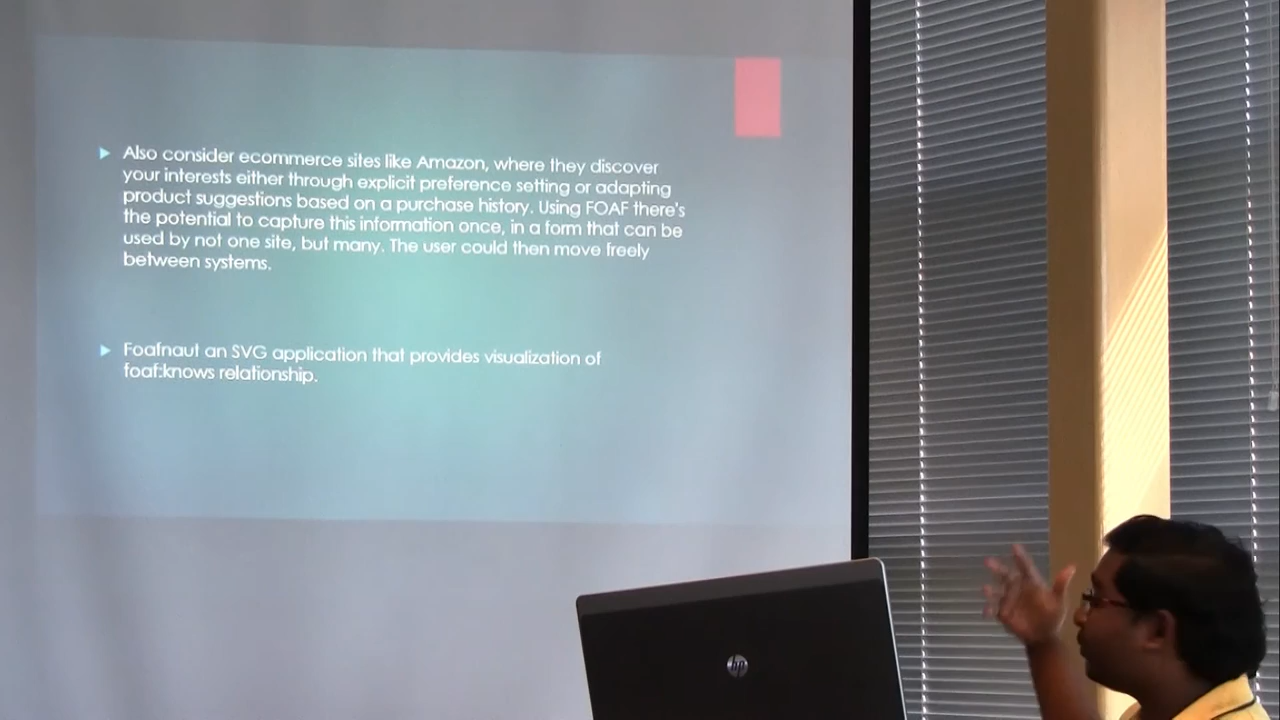 Also consider ecommerce sites like Amazon, where they discover
your interests either through explicit preference setting or adapting
product suggestions based on a purchase history. Using FOAF there's
the potential to capture this information once, in a form that can be
used by not one site, but many. The user could then move freely
between systems.
Foafnaut an SVG application that provides visualization of
foaf:knows relationship.
hp